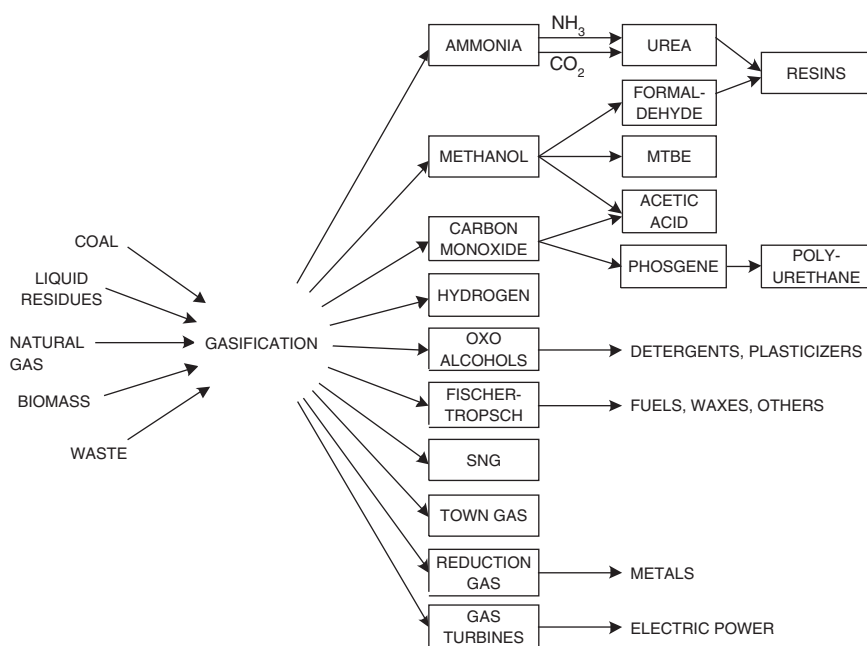 COAL
LIQUID
RESIDUES
NATURAL
GAS
BIOMASS
WASTE
GASIFICATION
AMMONIA
NH3
CO2
UREA
RESINS
METHANOL
FORMAL-
DEHYDE
MTBE
ACETIC
ACID
CARBON
MONOXIDE
PHOSGENE
POLY-
URETHANE
HYDROGEN
OXO
ALCOHOLS
DETERGENTS, PLASTICIZERS
FISCHER-
TROPSCH
FUELS, WAXES, OTHERS
SNG
TOWN GAS
REDUCTION
GAS
METALS
GAS
TURBINES
ELECTRIC POWER